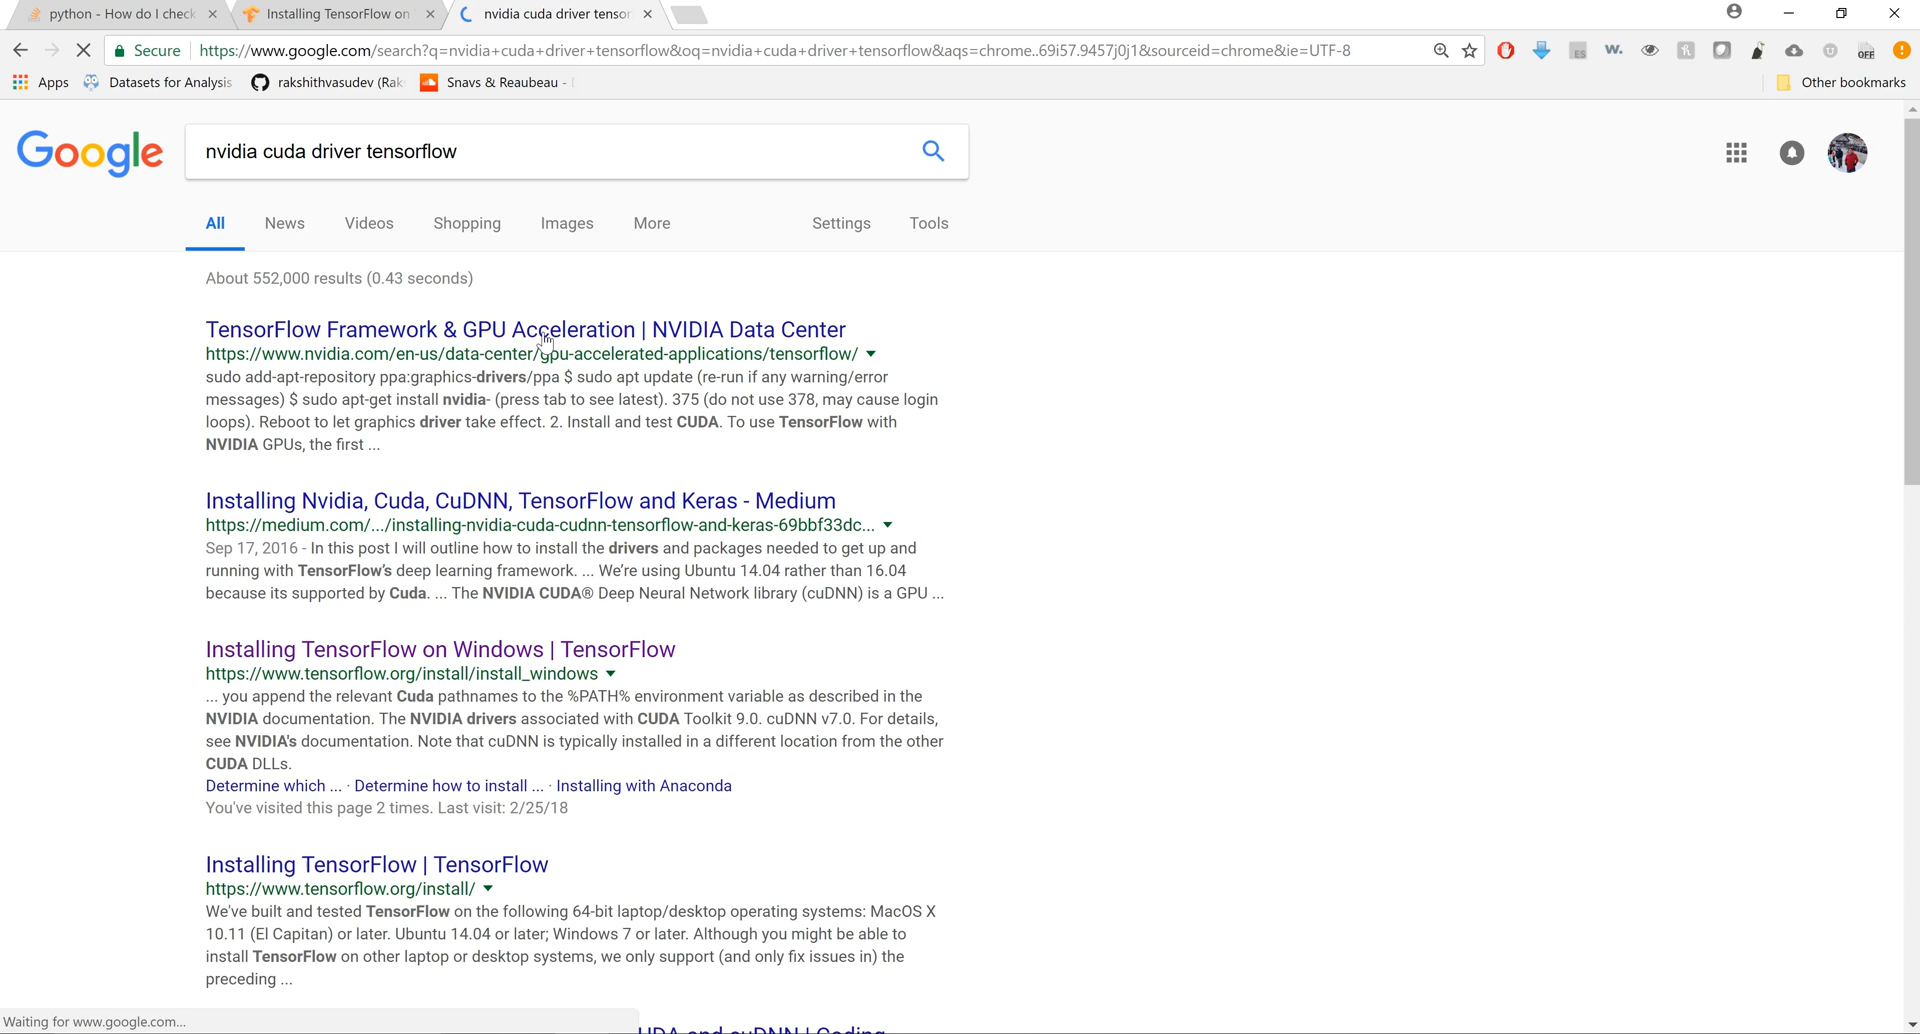 python - How do I check
Installing TensorFlow on
nvidia cuda driver tensor
Secure https://www.google.com/search?q=nvidia+cuda+driver+tensorflow&oq=nvidia+cuda+driver+tensorflow&aqs=chrome..69i57.9457j0j1&sourceid=chrome&ie=UTF-8
Apps Datasets for Analysis rakshithvasudev (Rak Snavs & Reaubeau - Other bookmarks
Google nvidia cuda driver tensorflow
All News Videos Shopping Images More Settings Tools
About 552,000 results (0.43 seconds)
TensorFlow Framework & GPU Acceleration | NVIDIA Data Center
https://www.nvidia.com/en-us/data-center/gpu-accelerated-applications/tensorflow/
sudo add-apt-repository ppa:graphics-drivers/ppa $ sudo apt update (re-run if any warning/error
messages) $ sudo apt-get install nvidia- (press tab to see latest). 375 (do not use 378, may cause login
loops). Reboot to let graphics driver take effect. 2. Install and test CUDA. To use TensorFlow with
NVIDIA GPUs, the first ...
Installing Nvidia, Cuda, CuDNN, TensorFlow and Keras - Medium
https://medium.com/.../installing-nvidia-cuda-cudnn-tensorflow-and-keras-69bbf33dc...
Sep 17, 2016 - In this post I will outline how to install the drivers and packages needed to get up and
running with TensorFlow's deep learning framework. ... We're using Ubuntu 14.04 rather than 16.04
because its supported by Cuda. ... The NVIDIA CUDA® Deep Neural Network library (cuDNN) is a GPU ...
Installing TensorFlow on Windows | TensorFlow
https://www.tensorflow.org/install/install_windows
... you append the relevant Cuda pathnames to the %PATH% environment variable as described in the
NVIDIA documentation. The NVIDIA drivers associated with CUDA Toolkit 9.0. cuDNN v7.0. For details,
see NVIDIA's documentation. Note that cuDNN is typically installed in a different location from the other
CUDA DLLs.
Determine which ... · Determine how to install ... · Installing with Anaconda
You've visited this page 2 times. Last visit: 2/25/18
Installing TensorFlow | TensorFlow
https://www.tensorflow.org/install/
We've built and tested TensorFlow on the following 64-bit laptop/desktop operating systems: MacOS X
10.11 (El Capitan) or later. Ubuntu 14.04 or later; Windows 7 or later. Although you might be able to
install TensorFlow on other laptop or desktop systems, we only support (and only fix issues in) the
preceding ...
Waiting for www.google.com...